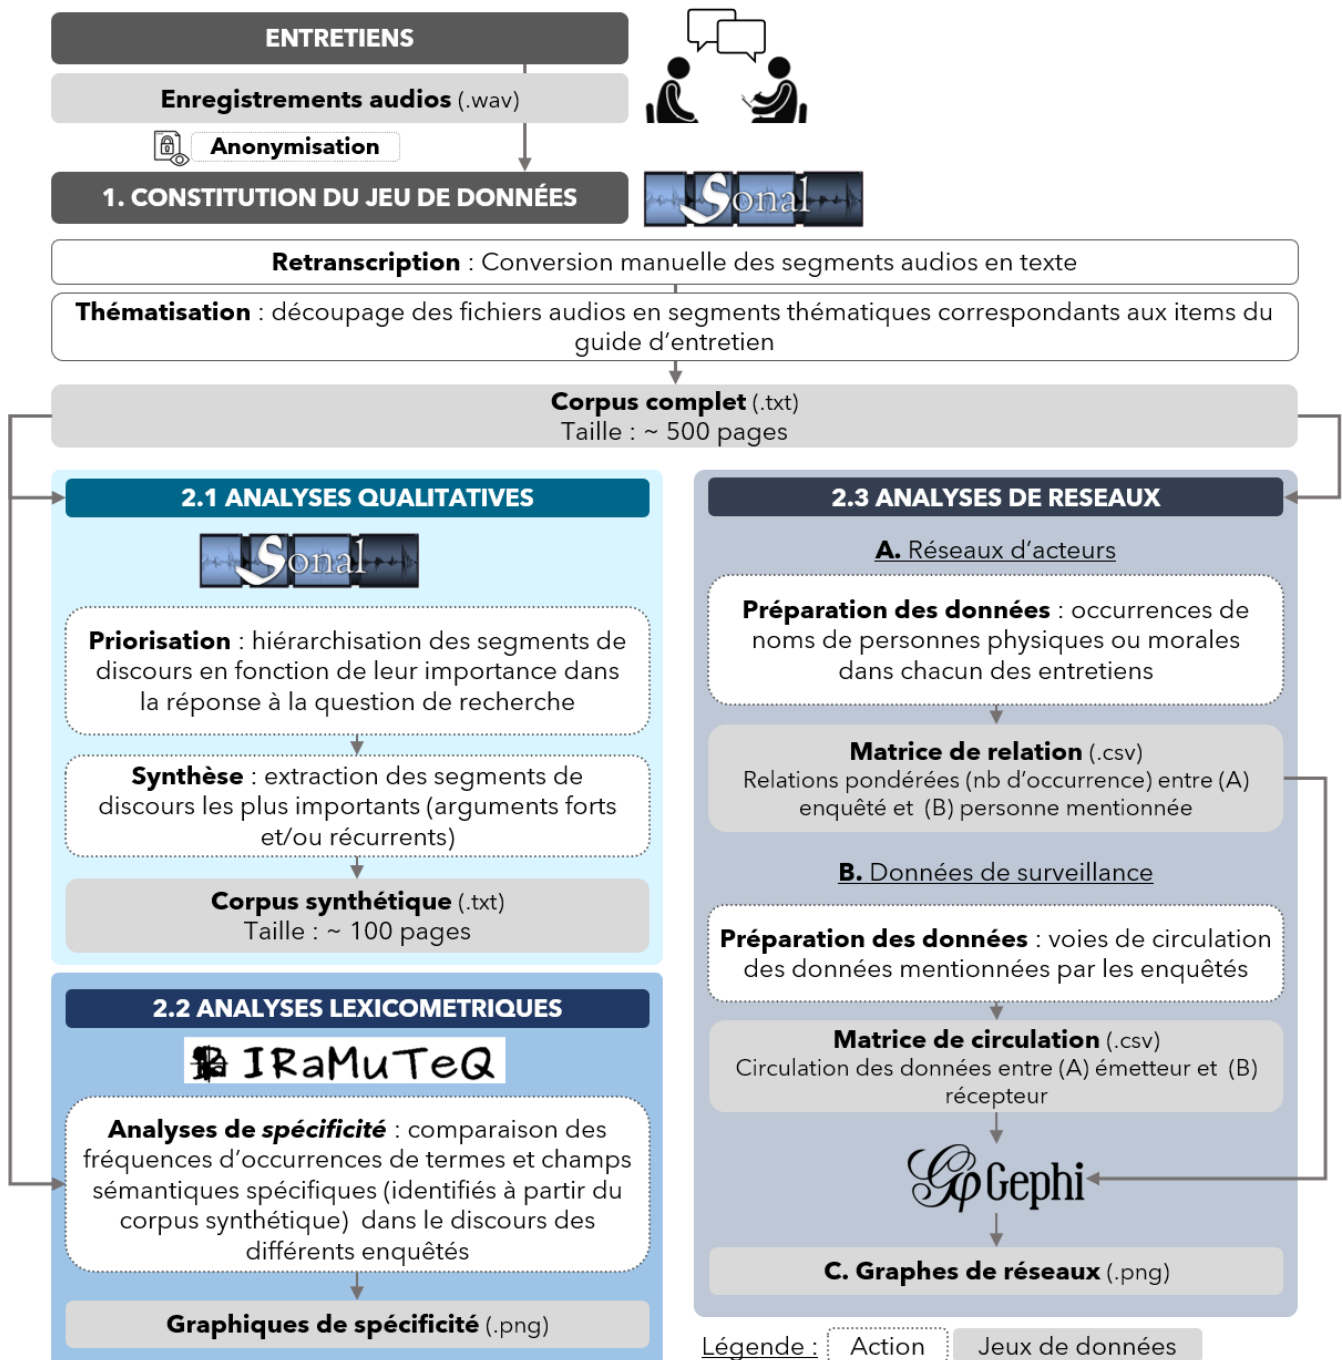 ENTRETIENS
Enregistrements audios (.wav)
Anonymisation
1. CONSTITUTION DU JEU DE DONNÉES
Sonal
Retranscription : Conversion manuelle des segments audios en texte
Thématisation : découpage des fichiers audios en segments thématiques correspondants aux items du
guide d'entretien
Corpus complet (.txt)
Taille : ~ 500 pages
2.1 ANALYSES QUALITATIVES
Sonal
Priorisation : hiérarchisation des segments de
discours en fonction de leur importance dans
la réponse à la question de recherche
Synthèse : extraction des segments de
discours les plus importants (arguments forts
et/ou récurrents)
Corpus synthétique (.txt)
Taille : ~ 100 pages
2.2 ANALYSES LEXICOMETRIQUES
IRaMuTeQ
Analyses de spécificité : comparaison des
fréquences d'occurrences de termes et champs
sémantiques spécifiques (identifiés à partir du
corpus synthétique) dans le discours des
différents enquêtés
Graphiques de spécificité (.png)
2.3 ANALYSES DE RESEAUX
A. Réseaux d'acteurs
Préparation des données : occurrences de
noms de personnes physiques ou morales
dans chacun des entretiens
Matrice de relation (.csv)
Relations pondérées (nb d'occurrence) entre (A)
enquêté et (B) personne mentionnée
B. Données de surveillance
Préparation des données : voies de circulation
des données mentionnées par les enquêtés
Matrice de circulation (.csv)
Circulation des données entre (A) émetteur et (B)
récepteur
Gephi
C. Graphes de réseaux (.png)
Légende : Action Jeux de données